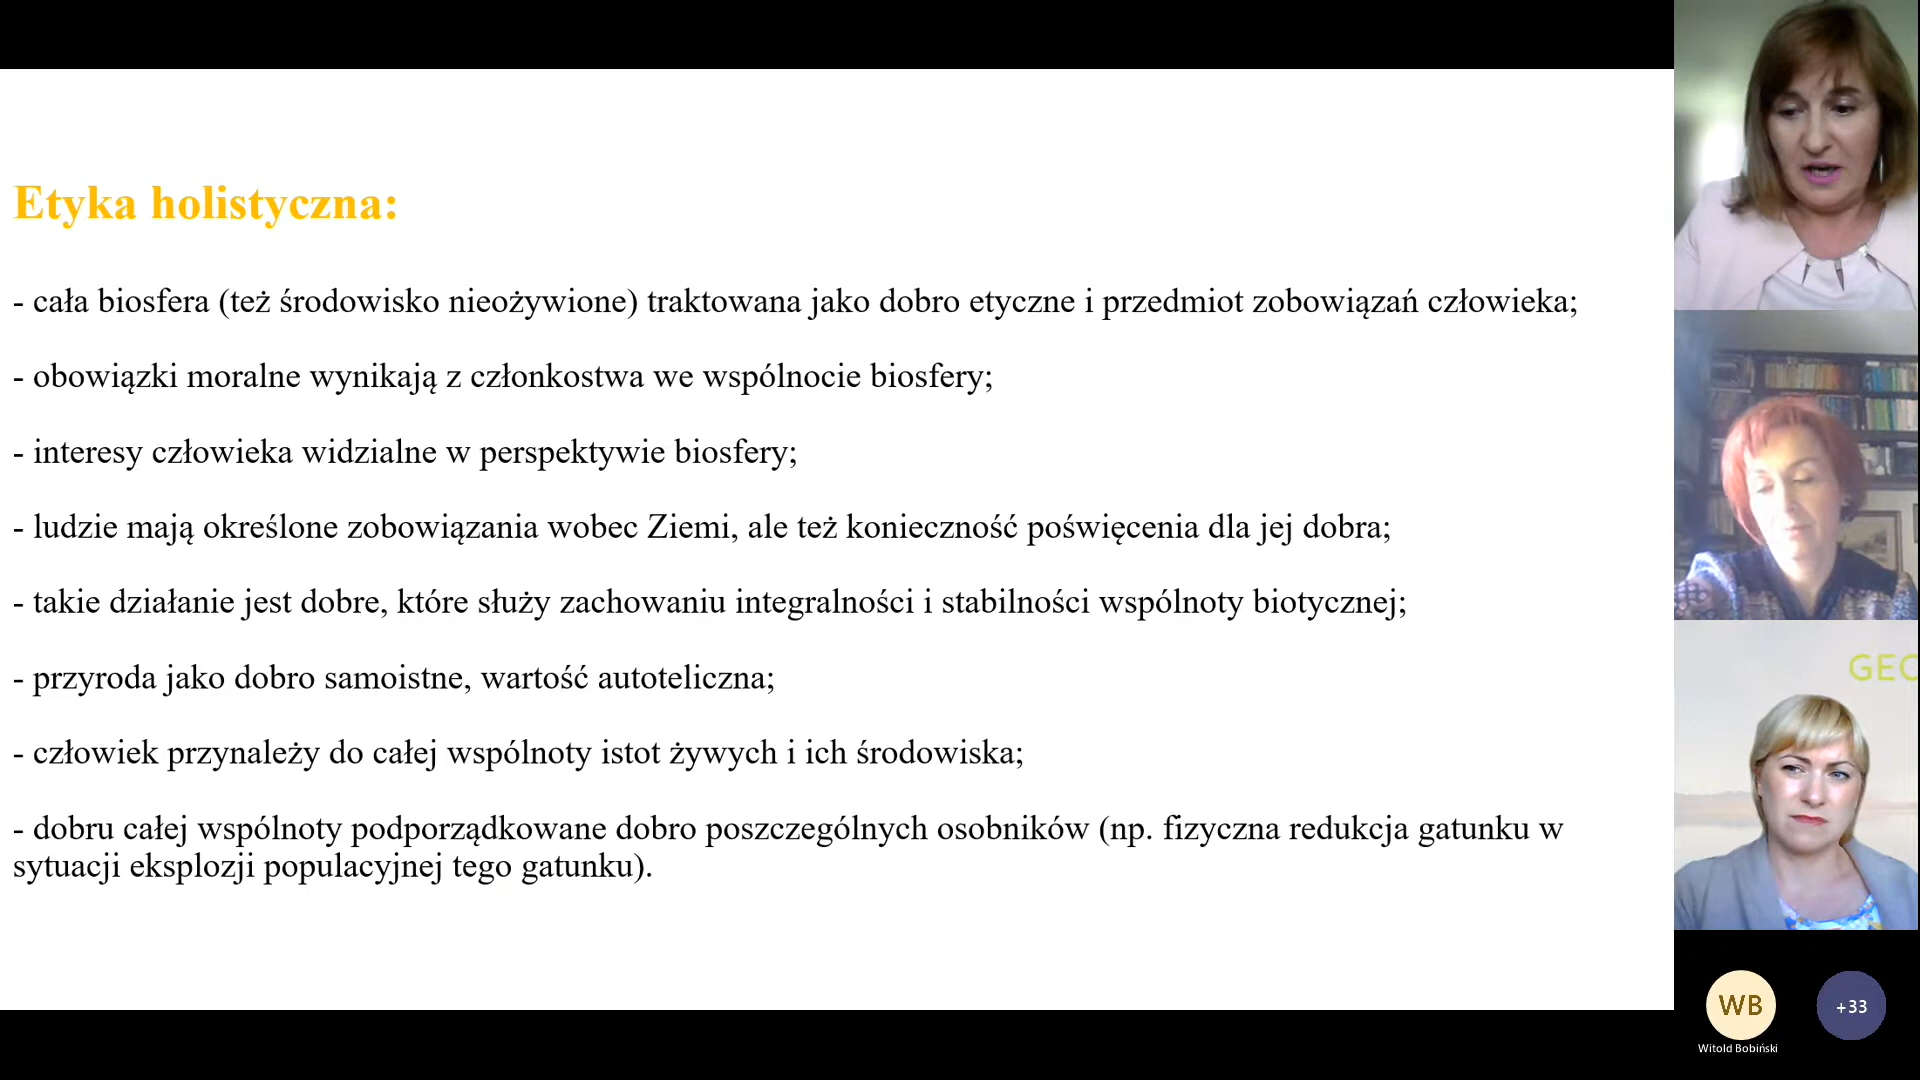 Etyka holistyczna:
- cała biosfera (też środowisko nieożywione) traktowana jako dobro etyczne i przedmiot zobowiązań człowieka;
- obowiązki moralne wynikają z członkostwa we wspólnocie biosfery;
- interesy człowieka widzialne w perspektywie biosfery;
- ludzie mają określone zobowiązania wobec Ziemi, ale też konieczność poświęcenia dla jej dobra;
- takie działanie jest dobre, które służy zachowaniu integralności i stabilności wspólnoty biotycznej;
- przyroda jako dobro samoistne, wartość autoteliczna;
- człowiek przynależy do całej wspólnoty istot żywych i ich środowiska;
- dobru całej wspólnoty podporządkowane dobro poszczególnych osobników (np. fizyczna redukcja gatunku w
sytuacji eksplozji populacyjnej tego gatunku).
GEO
WB
+33
Witold Bobiński